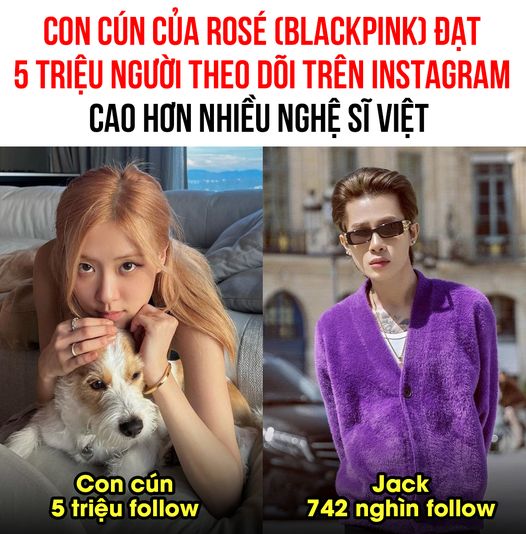 CON CÚN CỦA ROSÉ (BLACKPINK) ĐẠT
5 TRIỆU NGƯỜI THEO DÕI TRÊN INSTAGRAM
CAO HƠN NHIỀU NGHỆ SĨ VIỆT
Con cún
5 triệu follow
Jack
742 nghìn follow